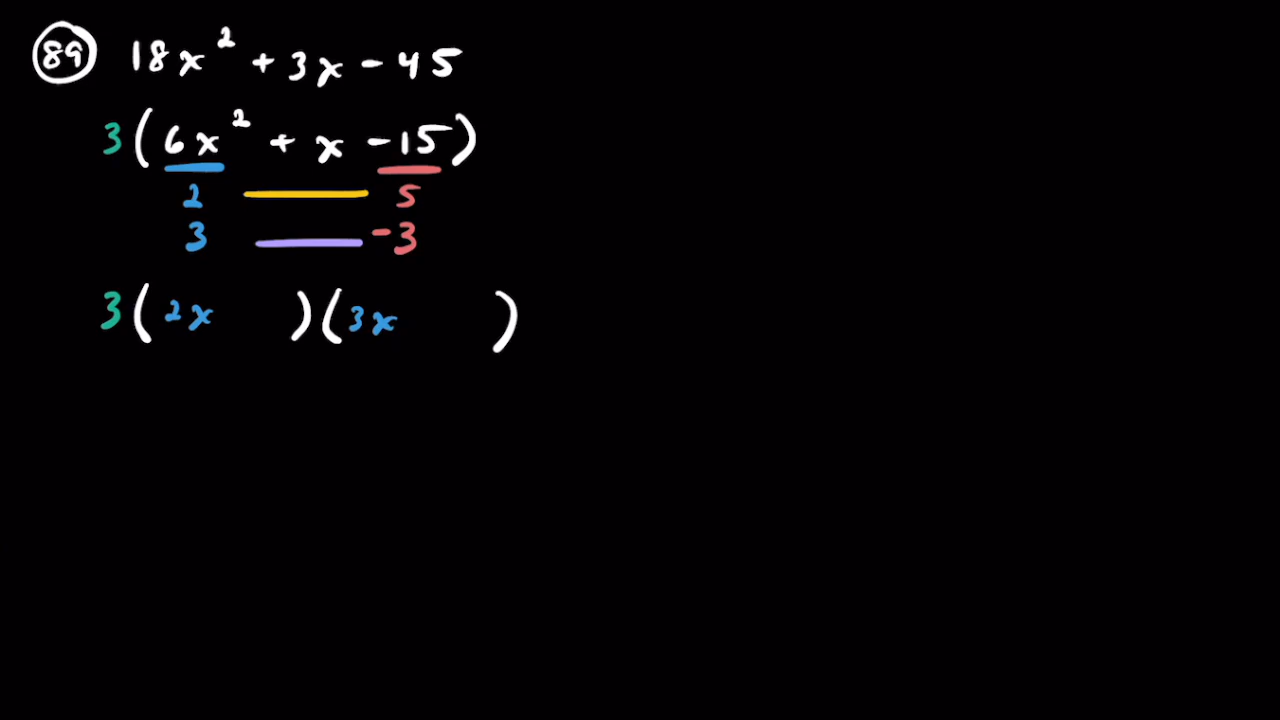 89 18x² + 3x - 45
3(6x² + x - 15)
2 5
3 -3
3(2x )(3x )